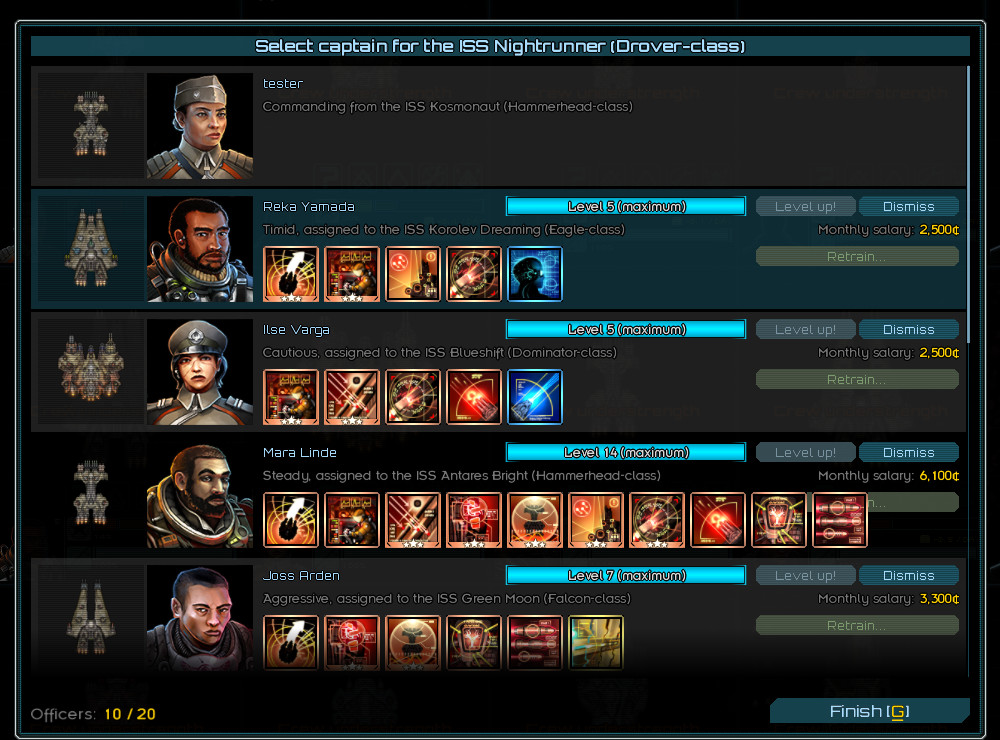 Select captain for the ISS Nightrunner (Drover-class)
tester
Commanding from the ISS Kosmonaut (Hammerhead-class)
Reka Yamada
Level 5 (maximum)
Level up!
Dismiss
Timid, assigned to the ISS Korolev Dreaming (Eagle-class)
Monthly salary: 2,500¢
Retrain...
Ilse Varga
Level 5 (maximum)
Level up!
Dismiss
Cautious, assigned to the ISS Blueshift (Dominator-class)
Monthly salary: 2,500¢
Retrain...
Mara Linde
Level 14 (maximum)
Level up!
Dismiss
Steady, assigned to the ISS Antares Bright (Hammerhead-class)
Monthly salary: 6,100¢
Joss Arden
Level 7 (maximum)
Level up!
Dismiss
Aggressive, assigned to the ISS Green Moon (Falcon-class)
Monthly salary: 3,300¢
Retrain...
Officers: 10 / 20
Finish [G]